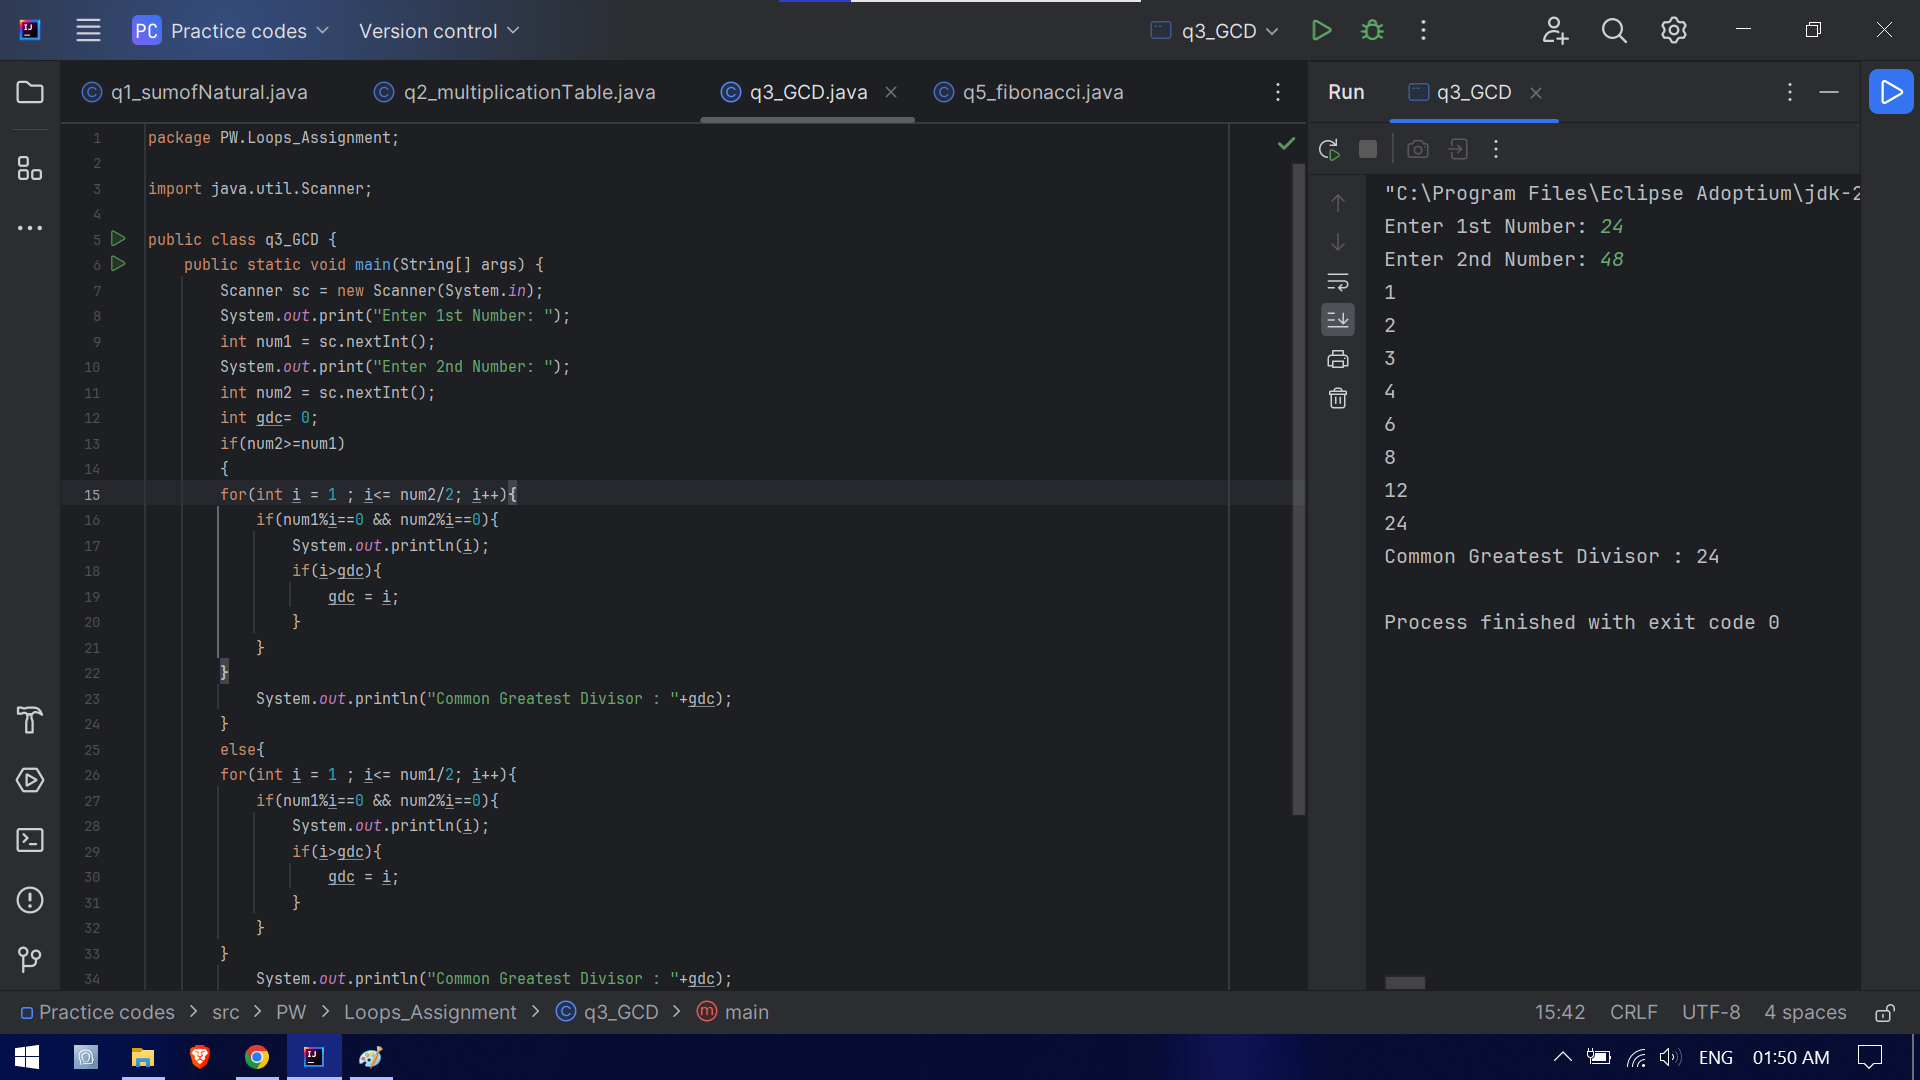 PC Practice codes Version control q3_GCD
q1_sumofNatural.java q2_multiplicationTable.java q3_GCD.java q5_fibonacci.java
1 package PW.Loops_Assignment;
2
3 import java.util.Scanner;
4
5 public class q3_GCD {
6 public static void main(String[] args) {
7 Scanner sc = new Scanner(System.in);
8 System.out.print("Enter 1st Number: ");
9 int num1 = sc.nextInt();
10 System.out.print("Enter 2nd Number: ");
11 int num2 = sc.nextInt();
12 int gdc= 0;
13 if(num2>=num1)
14 {
15 for(int i = 1 ; i<= num2/2; i++){
16 if(num1%i==0 && num2%i==0){
17 System.out.println(i);
18 if(i>gdc){
19 gdc = i;
20 }
21 }
22 }
23 System.out.println("Common Greatest Divisor : "+gdc);
24 }
25 else{
26 for(int i = 1 ; i<= num1/2; i++){
27 if(num1%i==0 && num2%i==0){
28 System.out.println(i);
29 if(i>gdc){
30 gdc = i;
31 }
32 }
33 }
34 System.out.println("Common Greatest Divisor : "+gdc);
Run q3_GCD
"C:\Program Files\Eclipse Adoptium\jdk-2
Enter 1st Number: 24
Enter 2nd Number: 48
1
2
3
4
6
8
12
24
Common Greatest Divisor : 24
Process finished with exit code 0
Practice codes > src > PW > Loops_Assignment > q3_GCD > main
15:42 CRLF UTF-8 4 spaces
ENG 01:50 AM